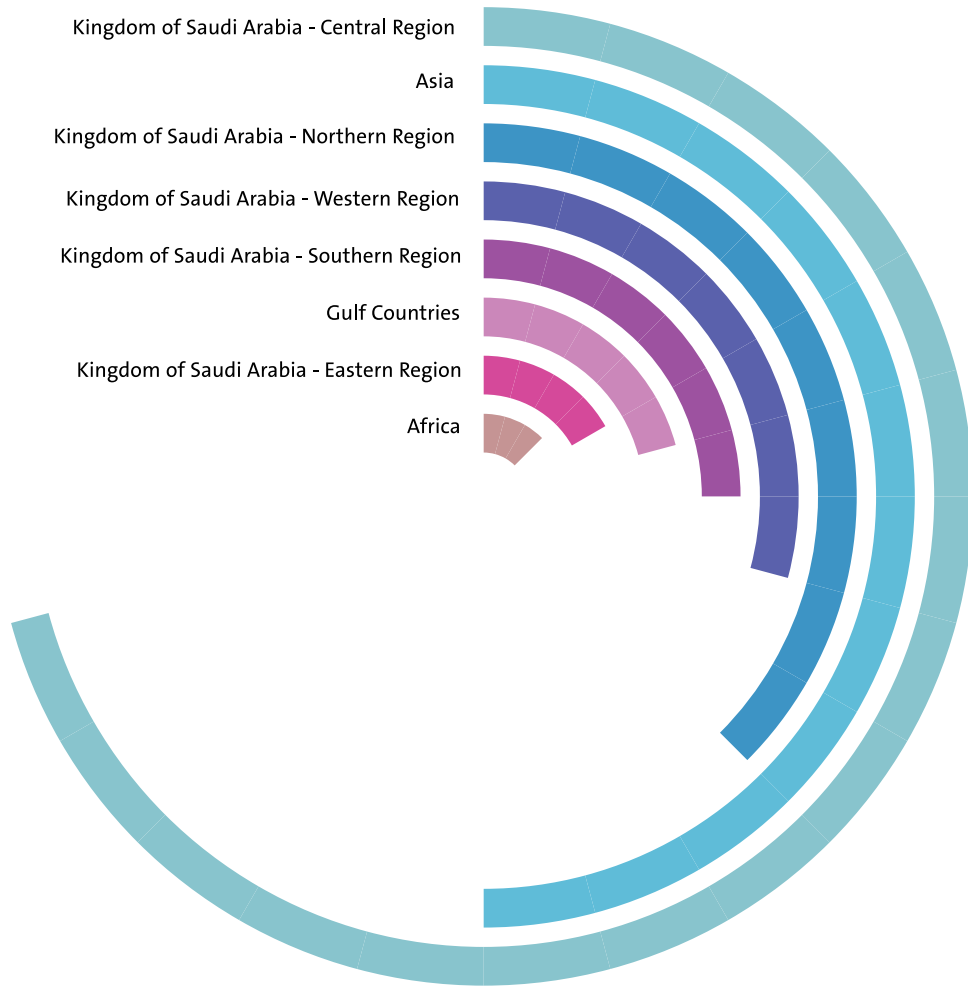 Kingdom of Saudi Arabia - Central Region
Asia
Kingdom of Saudi Arabia - Northern Region
Kingdom of Saudi Arabia - Western Region
Kingdom of Saudi Arabia - Southern Region
Gulf Countries
Kingdom of Saudi Arabia - Eastern Region
Africa